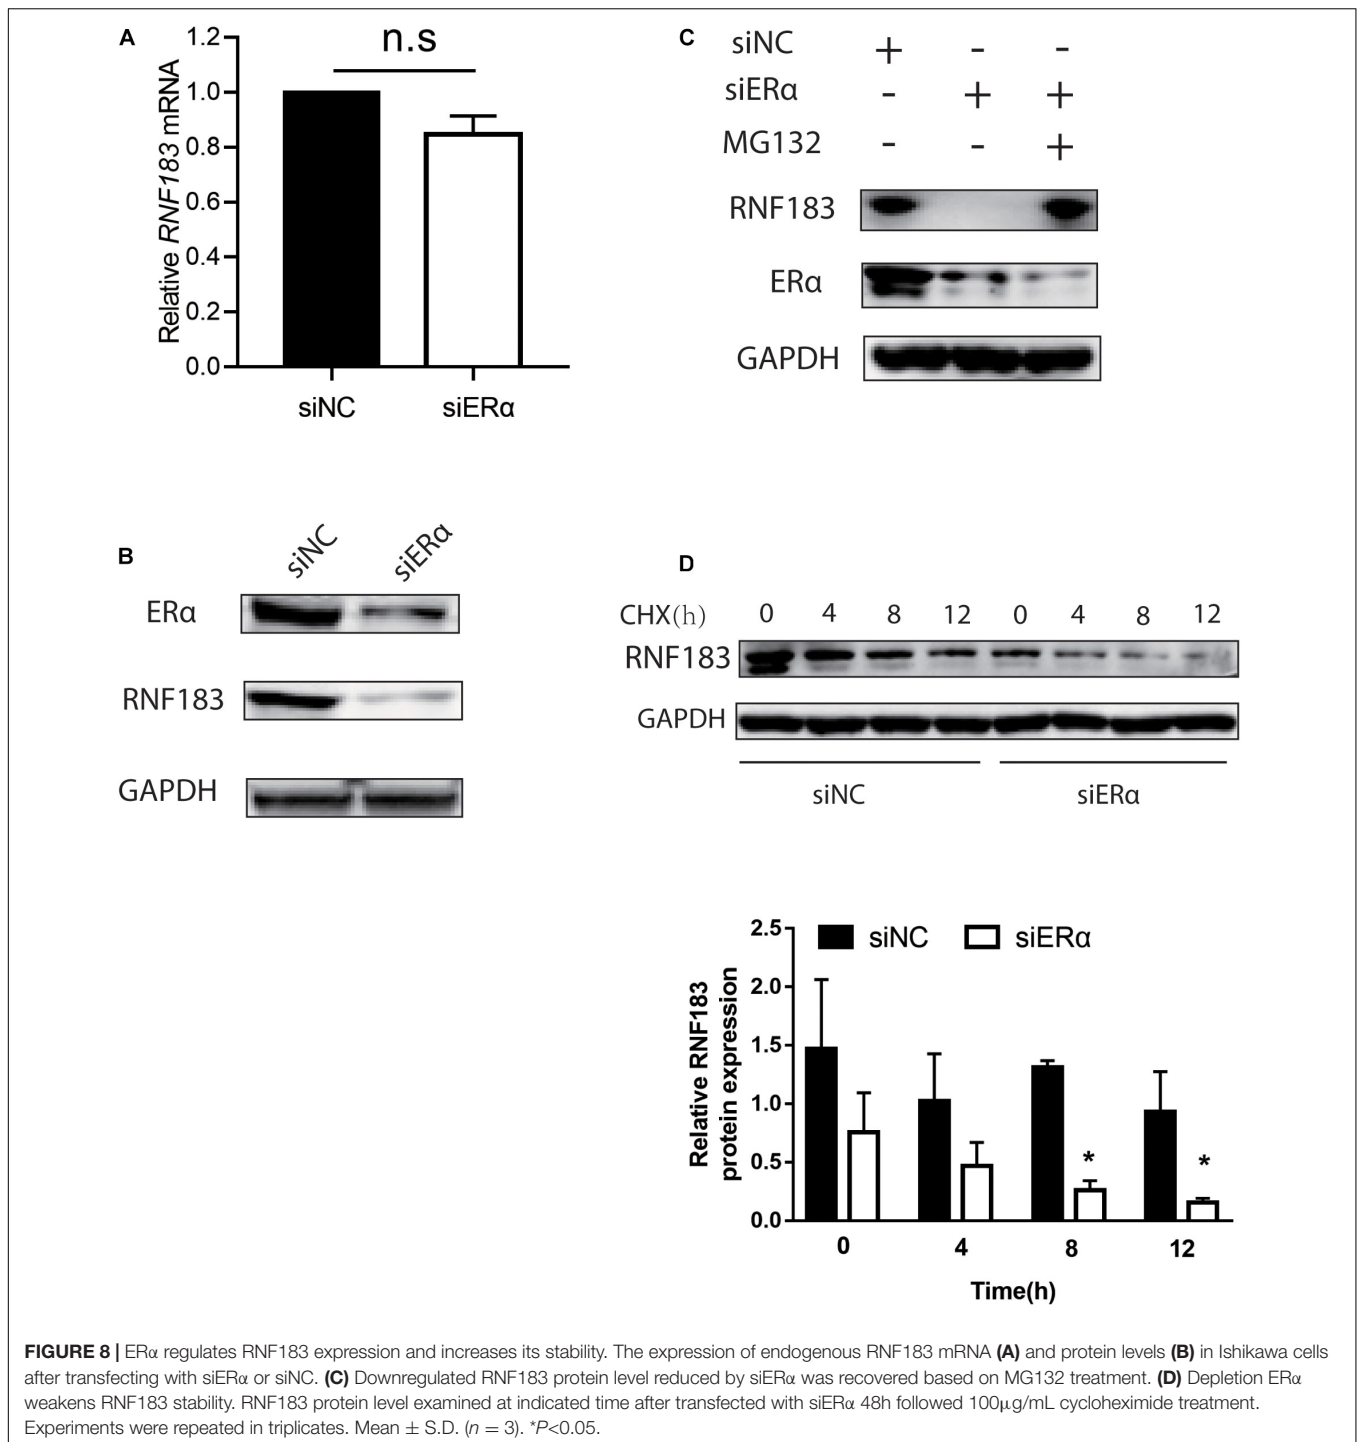 A
1.2
1.0
0.8
0.6
0.4
0.2
0.0
Relative RNF183 mRNA
n.s
siNC siERα
C
siNC + - -
siERα - + +
MG132 - - +
RNF183
ERα
GAPDH
B
siNC siERα
ERα
RNF183
GAPDH
D
CHX(h) 0 4 8 12 0 4 8 12
RNF183
GAPDH
siNC siERα
2.5
2.0
1.5
1.0
0.5
0.0
Relative RNF183
protein expression
siNC siERα
* *
0 4 8 12
Time(h)
FIGURE 8 | ERα regulates RNF183 expression and increases its stability. The expression of endogenous RNF183 mRNA (A) and protein levels (B) in Ishikawa cells
after transfecting with siERα or siNC. (C) Downregulated RNF183 protein level reduced by siERα was recovered based on MG132 treatment. (D) Depletion ERα
weakens RNF183 stability. RNF183 protein level examined at indicated time after transfected with siERα 48h followed 100μg/mL cycloheximide treatment.
Experiments were repeated in triplicates. Mean ± S.D. (n = 3). *P<0.05.